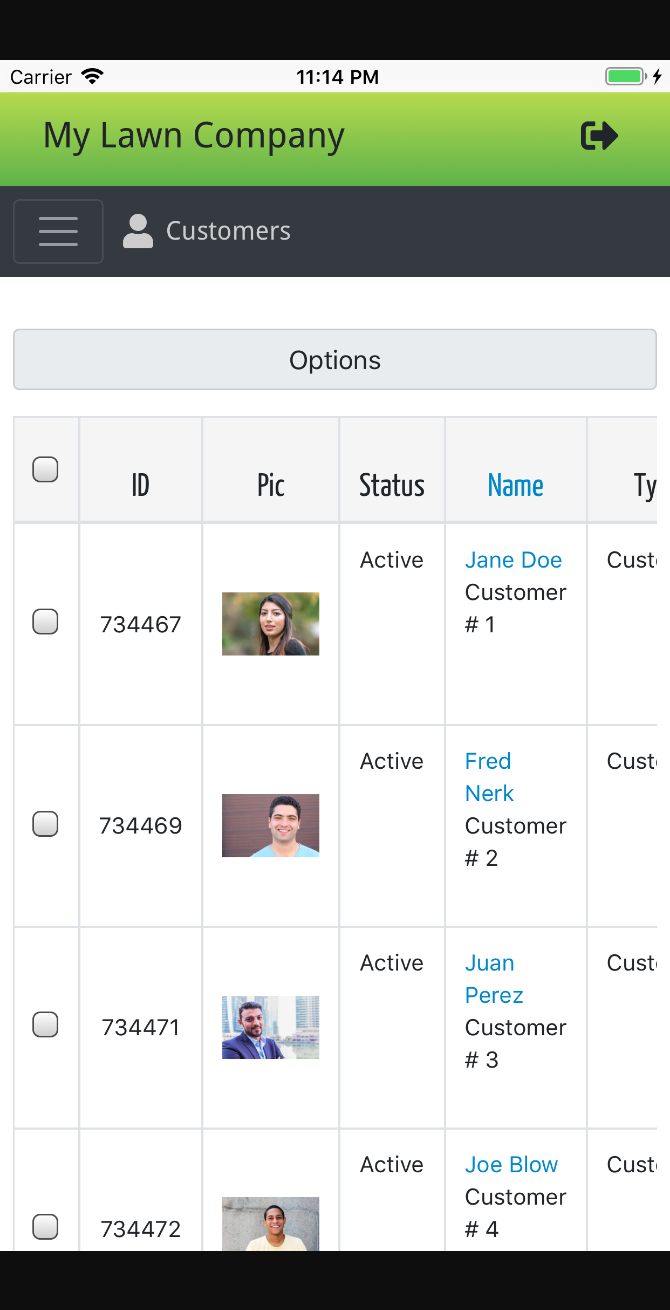 Carrier 11:14 PM
My Lawn Company
Customers
Options
ID Pic Status Name Ty
734467 Active Jane Doe Cust
Customer
# 1
734469 Active Fred Cust
Nerk
Customer
# 2
734471 Active Juan Cust
Perez
Customer
# 3
734472 Active Joe Blow Cust
Customer
# 4